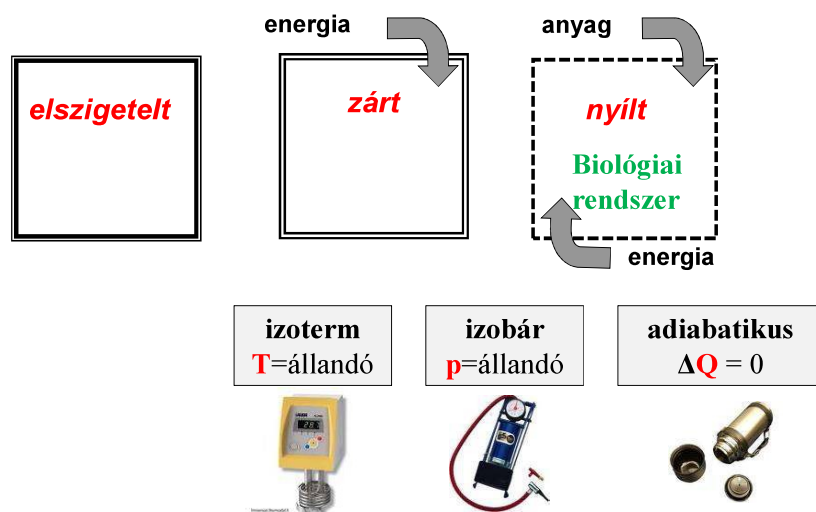 energia
anyag
elszigetelt
zárt
nyílt
Biológiai
rendszer
energia
izoterm
T=állandó
izobár
p=állandó
adiabatikus
ΔQ = 0